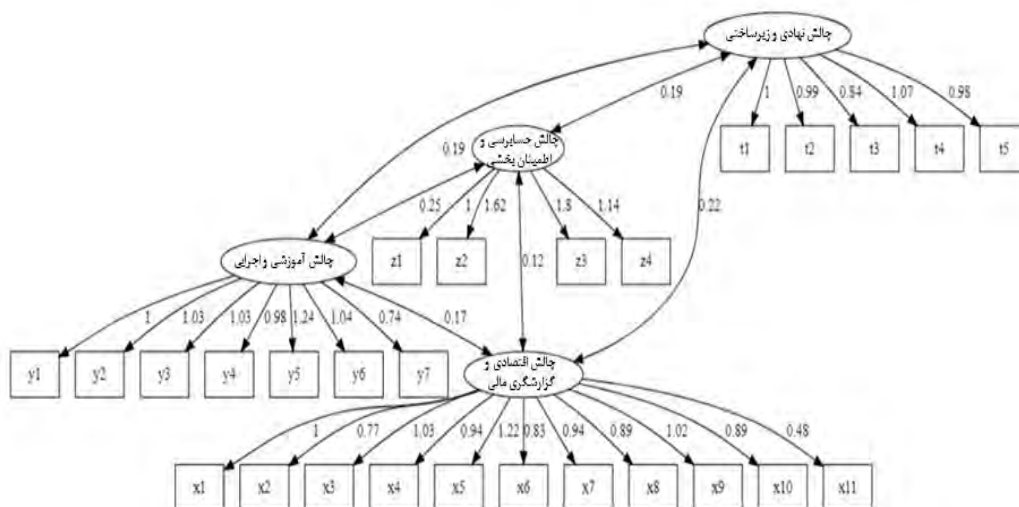 چالش نهادی و زیرساختی
1
0.99
0.84
1.07
0.98
0.19
t1
t2
t3
t4
t5
چالش حسابرسی و
اطمینان بخشی
0.19
0.25
1
1.62
1.8
1.14
0.22
z1
z2
z3
z4
چالش آموزشی و اجرایی
0.12
1
1.03
1.03
0.98
1.24
1.04
0.74
0.17
y1
y2
y3
y4
y5
y6
y7
چالش اقتصادی و
گزارشگری مالی
1
0.77
1.03
0.94
1.22
0.83
0.94
0.89
1.02
0.89
0.48
x1
x2
x3
x4
x5
x6
x7
x8
x9
x10
x11